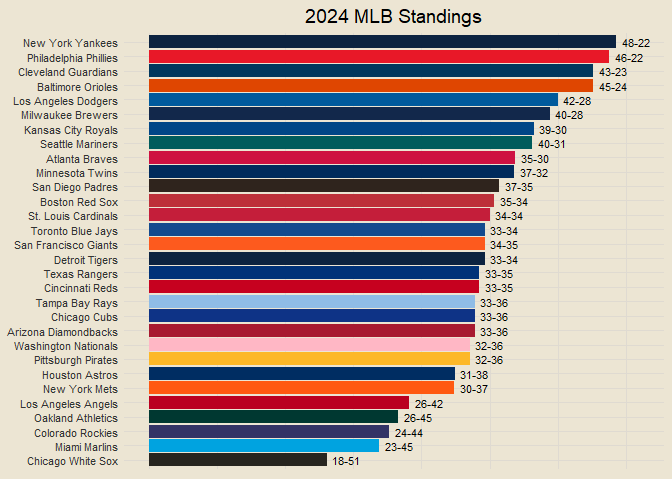 2024 MLB Standings
New York Yankees 48-22
Philadelphia Phillies 46-22
Cleveland Guardians 43-23
Baltimore Orioles 45-24
Los Angeles Dodgers 42-28
Milwaukee Brewers 40-28
Kansas City Royals 39-30
Seattle Mariners 40-31
Atlanta Braves 35-30
Minnesota Twins 37-32
San Diego Padres 37-35
Boston Red Sox 35-34
St. Louis Cardinals 34-34
Toronto Blue Jays 33-34
San Francisco Giants 34-35
Detroit Tigers 33-34
Texas Rangers 33-35
Cincinnati Reds 33-35
Tampa Bay Rays 33-36
Chicago Cubs 33-36
Arizona Diamondbacks 33-36
Washington Nationals 32-36
Pittsburgh Pirates 32-36
Houston Astros 31-38
New York Mets 30-37
Los Angeles Angels 26-42
Oakland Athletics 26-45
Colorado Rockies 24-44
Miami Marlins 23-45
Chicago White Sox 18-51